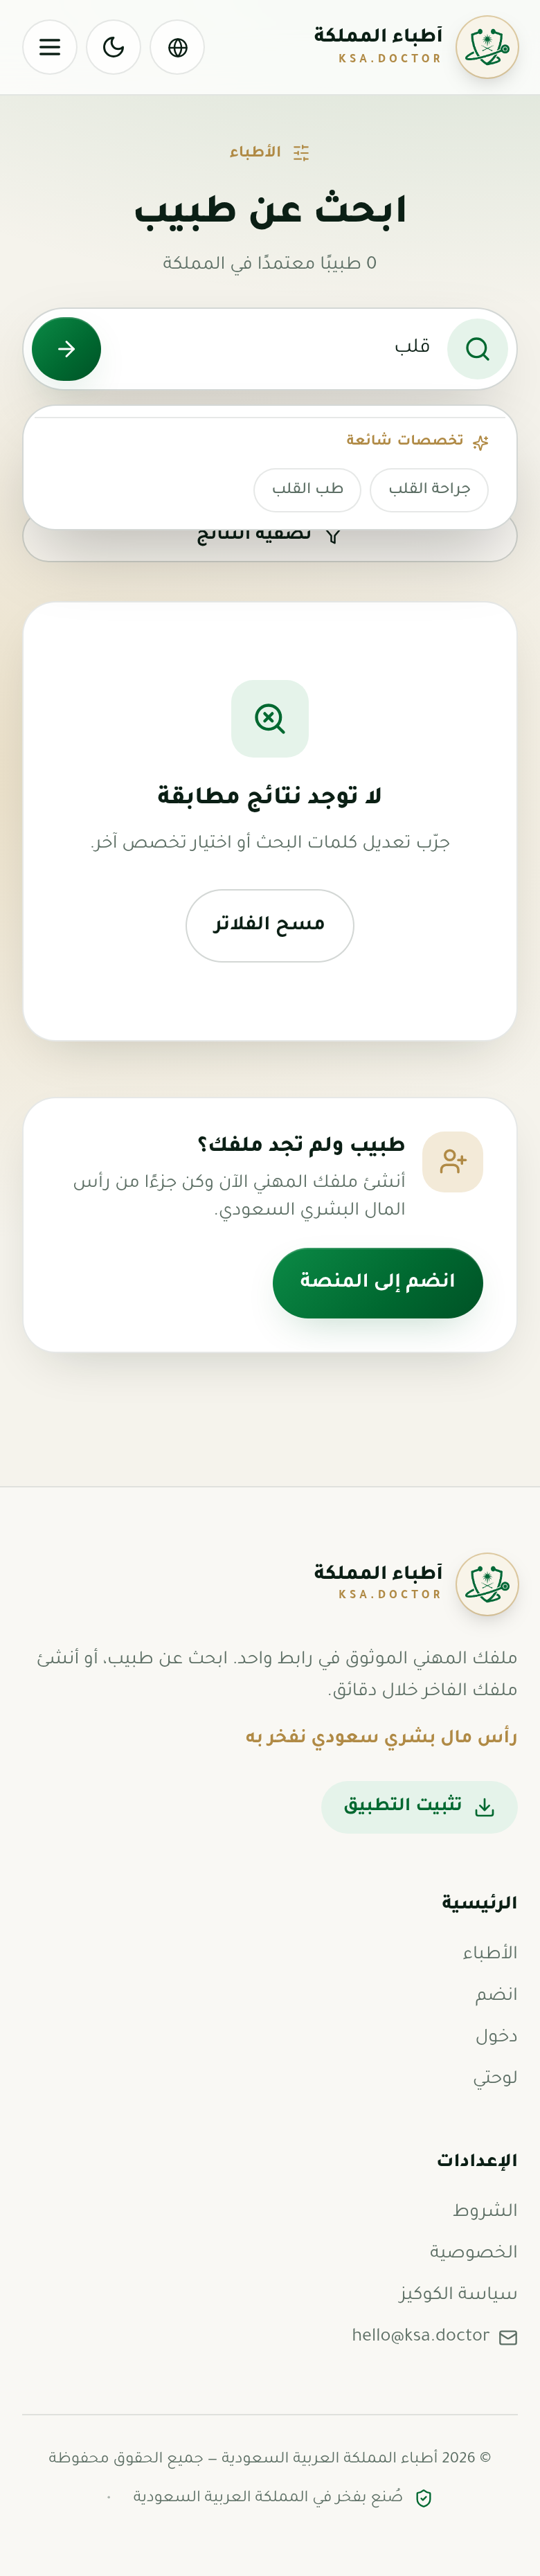 أطباء المملكة
KSA.DOCTOR
الأطباء
ابحث عن طبيب
0 طبيبًا معتمدًا في المملكة
قلب
تخصصات شائعة
جراحة القلب
طب القلب
تصفية النتائج
لا توجد نتائج مطابقة
جرّب تعديل كلمات البحث أو اختيار تخصص آخر.
مسح الفلاتر
طبيب ولم تجد ملفك؟
أنشئ ملفك المهني الآن وكن جزءًا من رأس
المال البشري السعودي.
انضم إلى المنصة
أطباء المملكة
KSA.DOCTOR
ملفك المهني الموثوق في رابط واحد. ابحث عن طبيب، أو أنشئ
ملفك الفاخر خلال دقائق.
رأس مال بشري سعودي نفخر به
تثبيت التطبيق
الرئيسية
الأطباء
انضم
دخول
لوحتي
الإعدادات
الشروط
الخصوصية
سياسة الكوكيز
hello@ksa.doctor
© 2026 أطباء المملكة العربية السعودية – جميع الحقوق محفوظة
صُنع بفخر في المملكة العربية السعودية ·